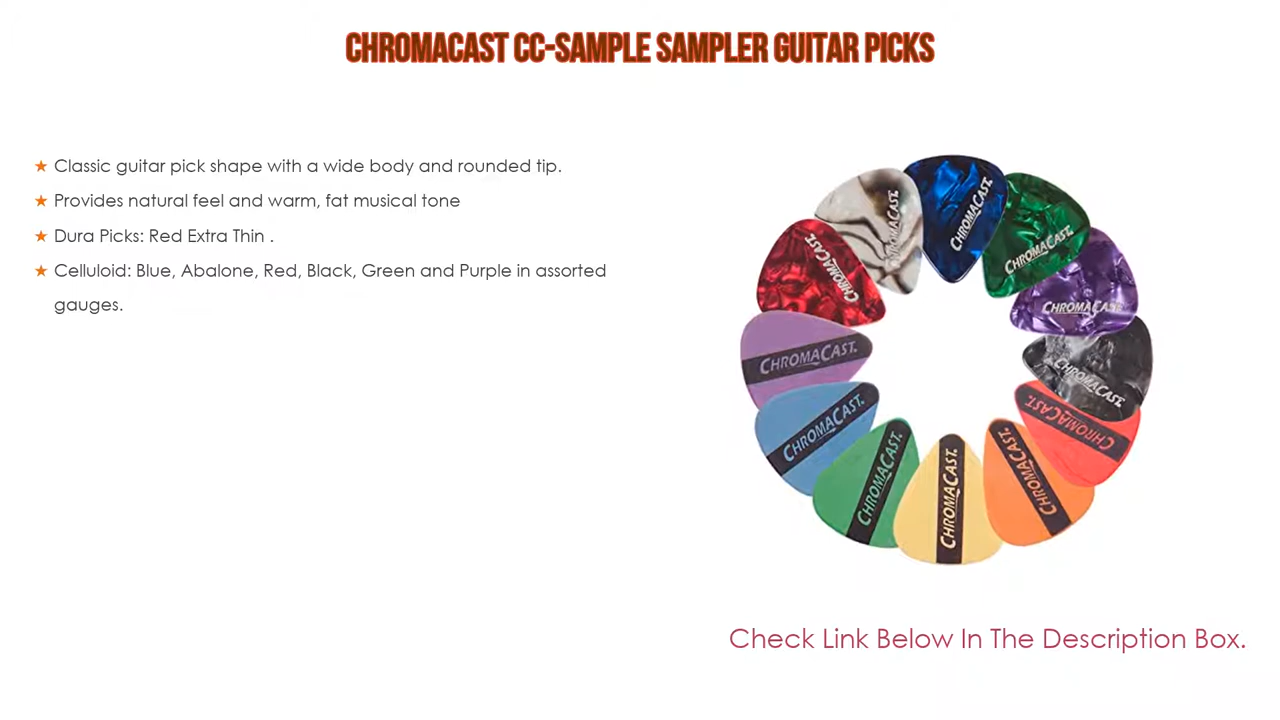 CHROMACAST CC-SAMPLE SAMPLER GUITAR PICKS
★ Classic guitar pick shape with a wide body and rounded tip.
★ Provides natural feel and warm, fat musical tone
★ Dura Picks: Red Extra Thin .
★ Celluloid: Blue, Abalone, Red, Black, Green and Purple in assorted
gauges.
CHROMACAST
CHROMACAST
CHROMACAST
CHROMACAST
CHROMACAST
CHROMACAST
CHROMACAST
CHROMACAST
CHROMACAST
CHROMACAST
CHROMACAST
CHROMACAST
Check Link Below In The Description Box.